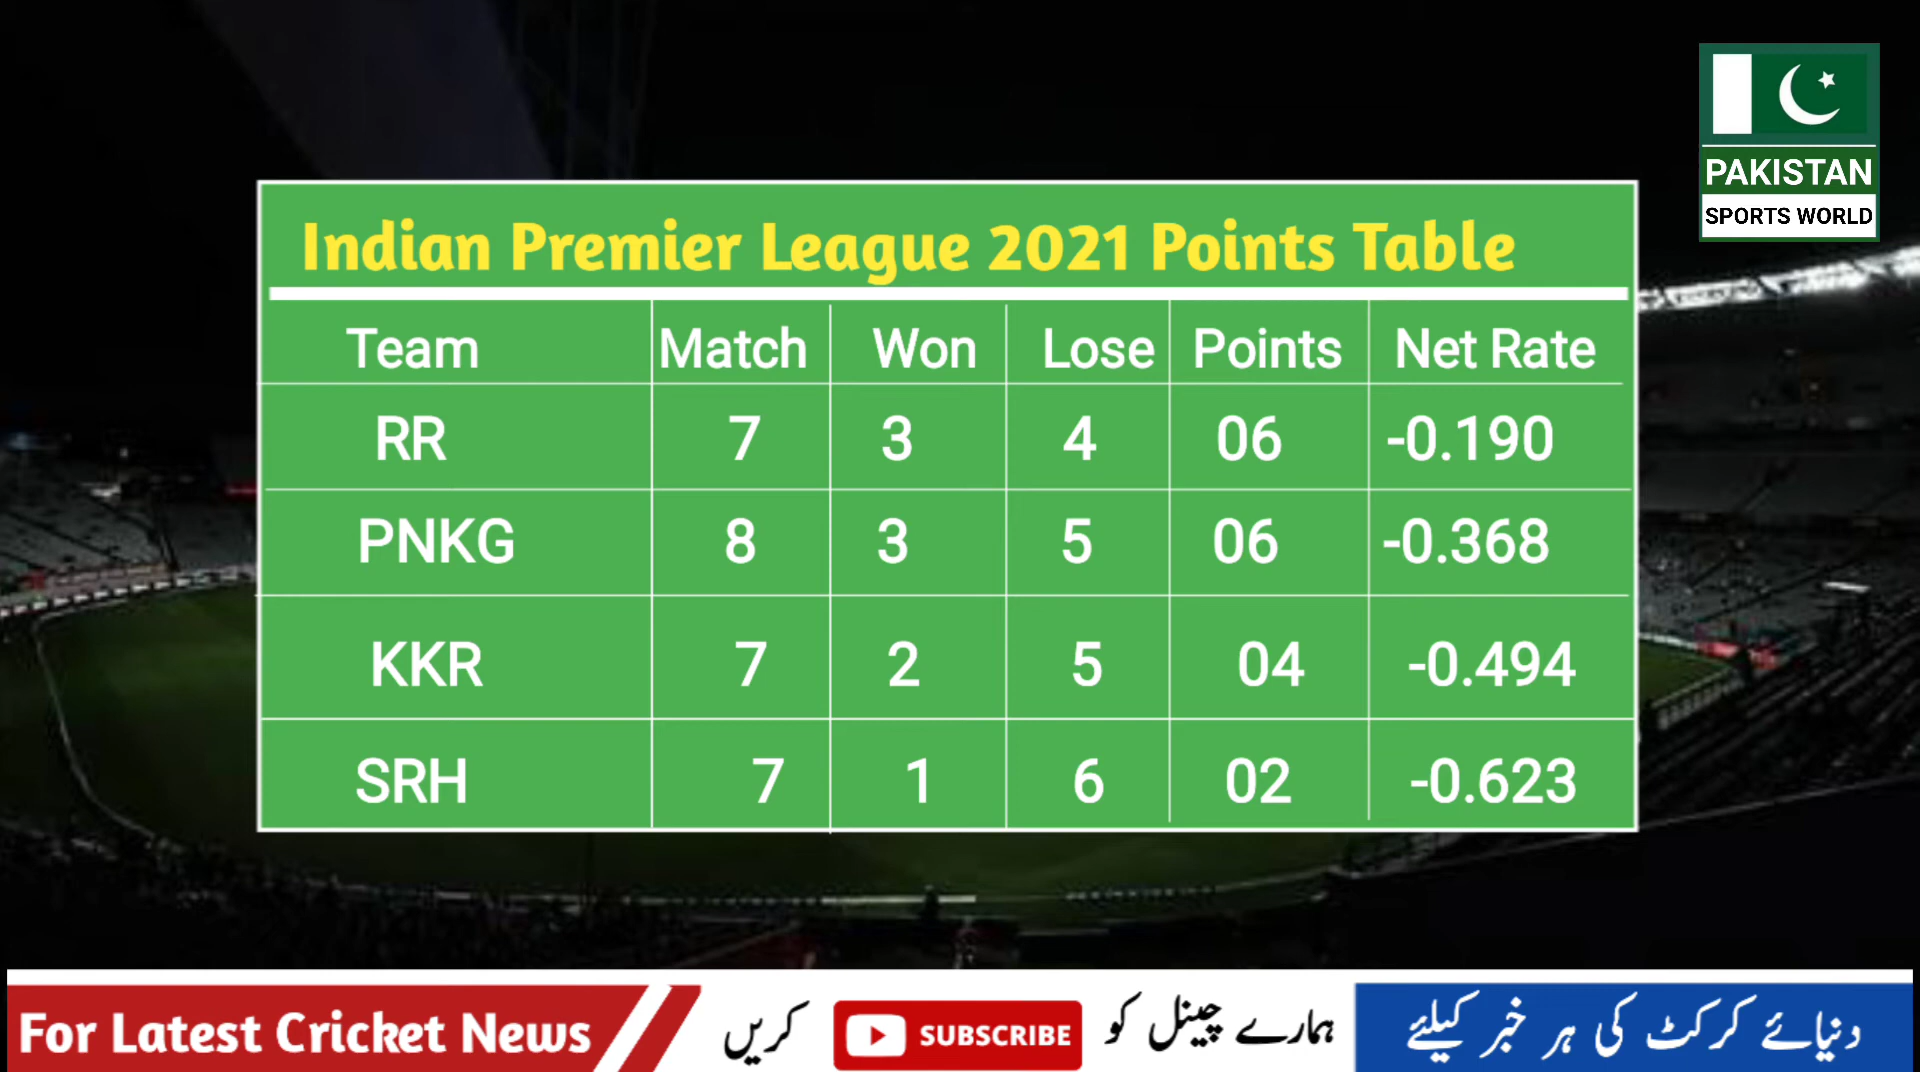 PAKISTAN
SPORTS WORLD
Indian Premier League 2021 Points Table
Team Match Won Lose Points Net Rate
RR 7 3 4 06 -0.190
PNKG 8 3 5 06 -0.368
KKR 7 2 5 04 -0.494
SRH 7 1 6 02 -0.623
For Latest Cricket News
دنیائے کرکٹ کی ہر خبر کیلئے
ہمارے چینل کو SUBSCRIBE کریں